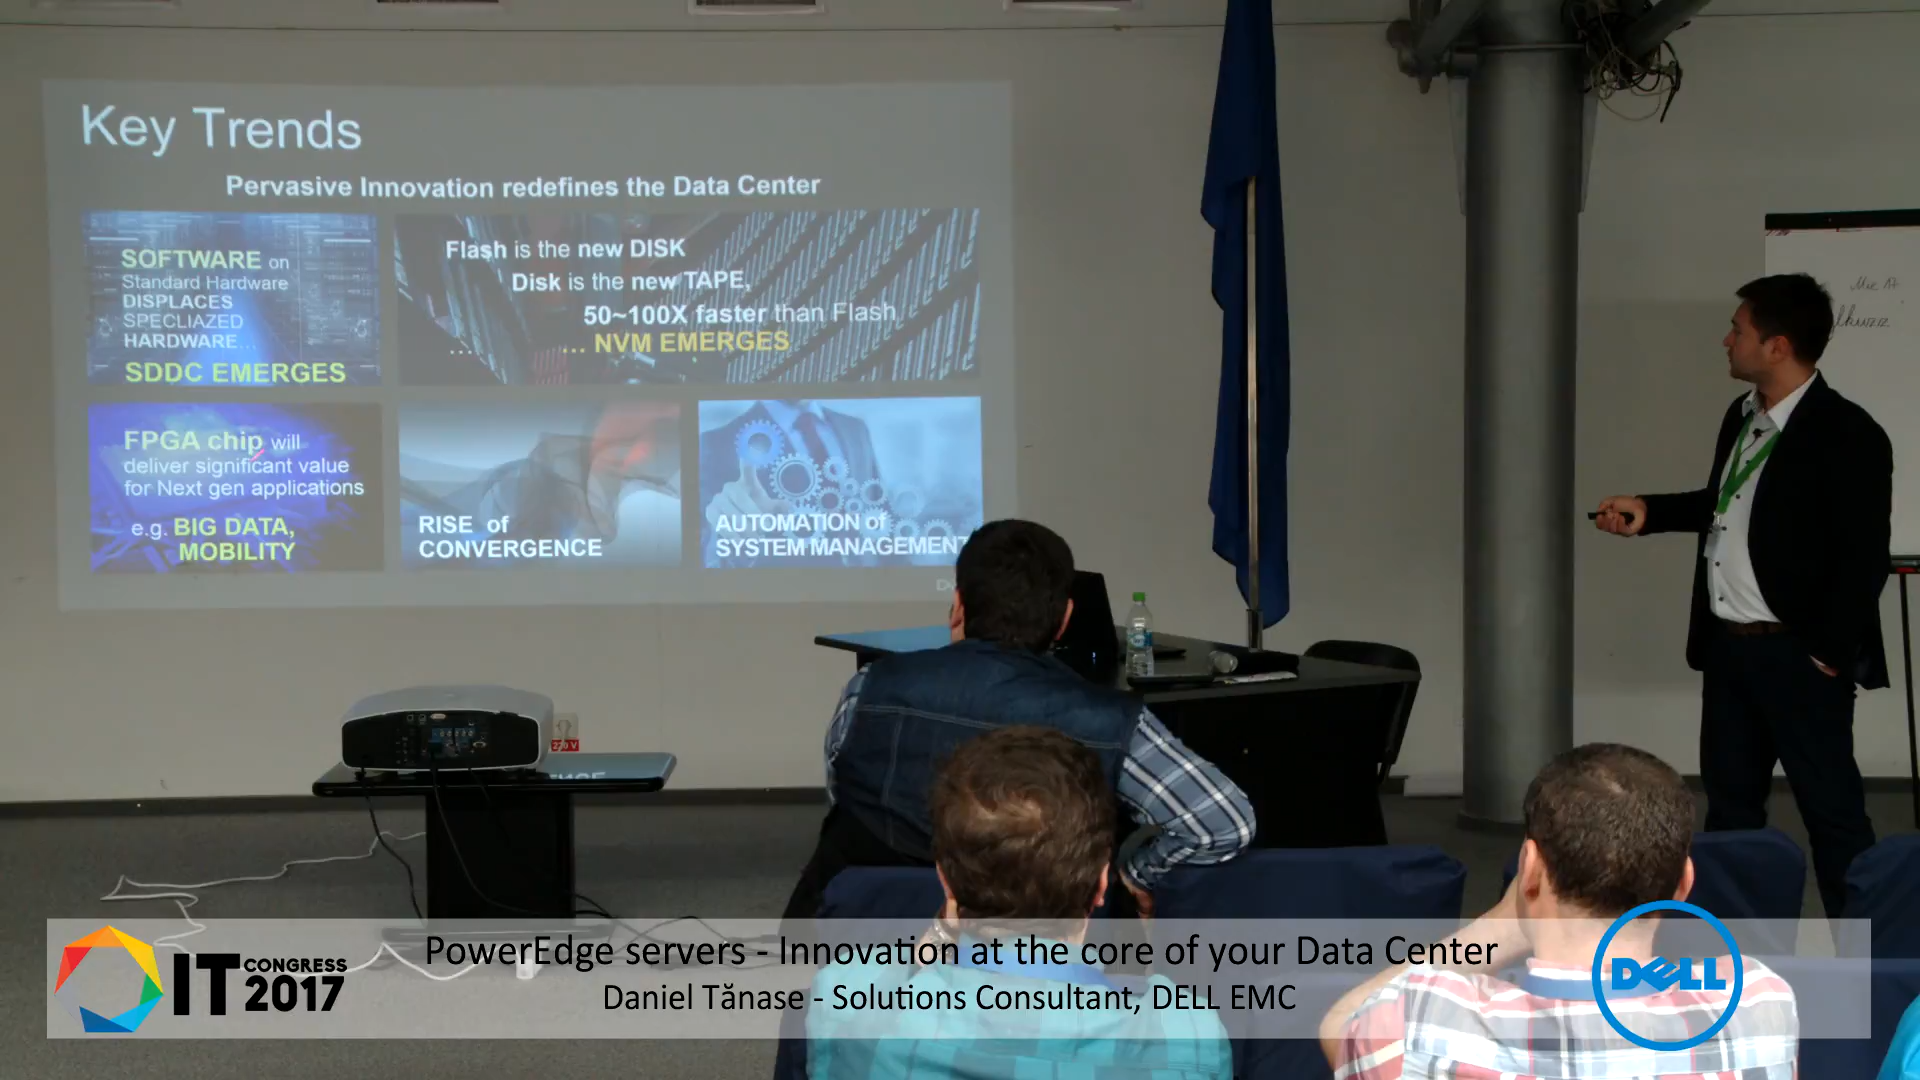 Key Trends
Pervasive Innovation redefines the Data Center
SOFTWARE on
Standard Hardware
DISPLACES
SPECLIAZED
HARDWARE...
SDDC EMERGES
Flash is the new DISK
Disk is the new TAPE,
50~100X faster than Flash
... ... NVM EMERGES
FPGA chip will
deliver significant value
for Next gen applications
e.g. BIG DATA,
MOBILITY
RISE of
CONVERGENCE
AUTOMATION of
SYSTEM MANAGEMENT
220 V
IT CONGRESS
2017
PowerEdge servers - Innovation at the core of your Data Center
Daniel Tănase - Solutions Consultant, DELL EMC
DELL